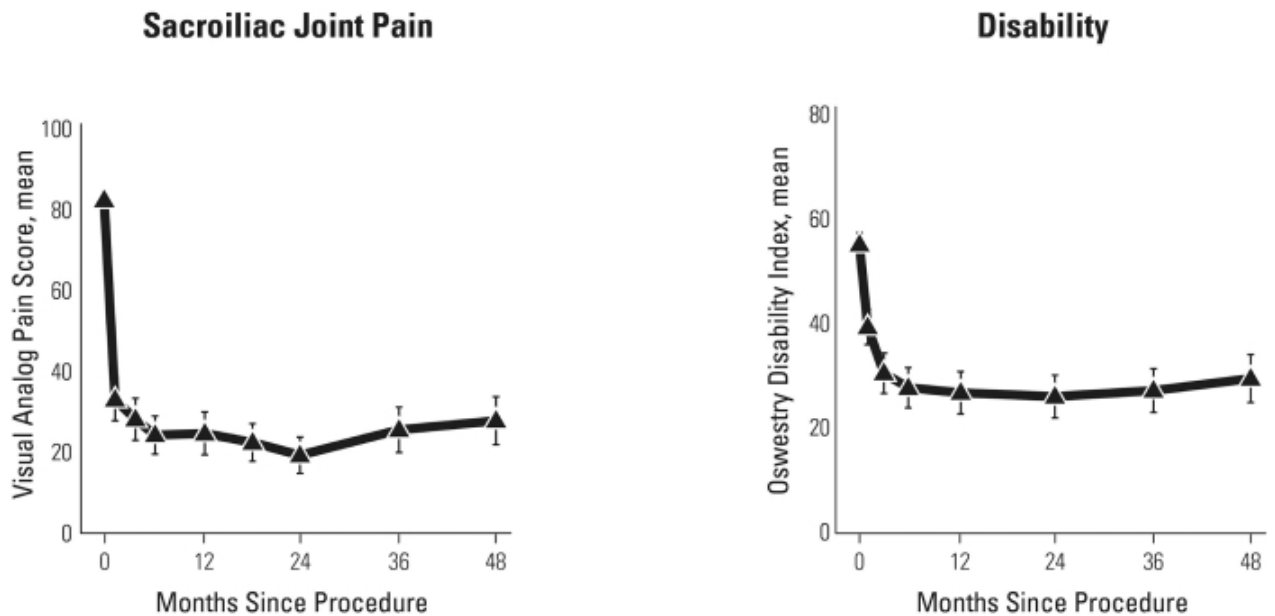 Sacroiliac Joint Pain
Visual Analog Pain Score, mean
100
80
60
40
20
0
0 12 24 36 48
Months Since Procedure
Disability
Oswestry Disability Index, mean
80
60
40
20
0
0 12 24 36 48
Months Since Procedure